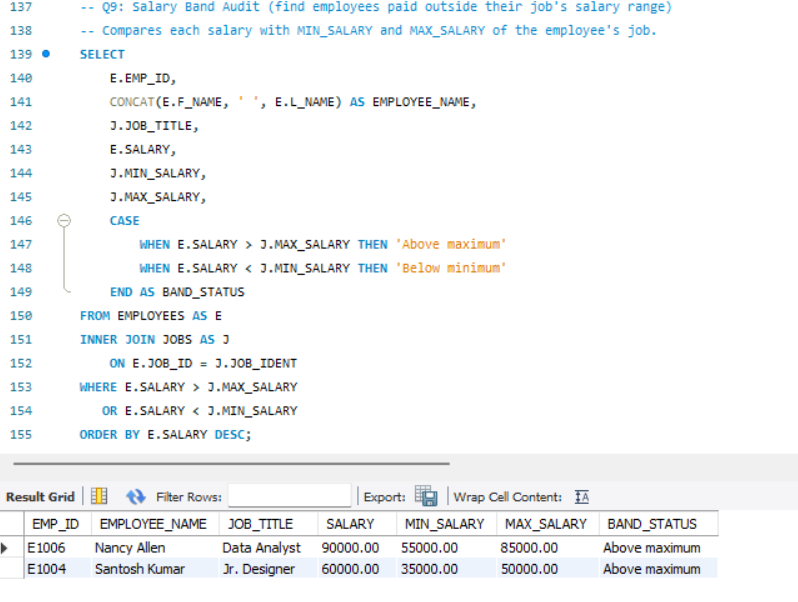 137 -- Q9: Salary Band Audit (find employees paid outside their job's salary range)
138 -- Compares each salary with MIN_SALARY and MAX_SALARY of the employee's job.
139 SELECT
140 E.EMP_ID,
141 CONCAT(E.F_NAME, ' ', E.L_NAME) AS EMPLOYEE_NAME,
142 J.JOB_TITLE,
143 E.SALARY,
144 J.MIN_SALARY,
145 J.MAX_SALARY,
146 CASE
147 WHEN E.SALARY > J.MAX_SALARY THEN 'Above maximum'
148 WHEN E.SALARY < J.MIN_SALARY THEN 'Below minimum'
149 END AS BAND_STATUS
150 FROM EMPLOYEES AS E
151 INNER JOIN JOBS AS J
152 ON E.JOB_ID = J.JOB_IDENT
153 WHERE E.SALARY > J.MAX_SALARY
154 OR E.SALARY < J.MIN_SALARY
155 ORDER BY E.SALARY DESC;
Result Grid Filter Rows: Export: Wrap Cell Content:
EMP_ID EMPLOYEE_NAME JOB_TITLE SALARY MIN_SALARY MAX_SALARY BAND_STATUS
E1006 Nancy Allen Data Analyst 90000.00 55000.00 85000.00 Above maximum
E1004 Santosh Kumar Jr. Designer 60000.00 35000.00 50000.00 Above maximum